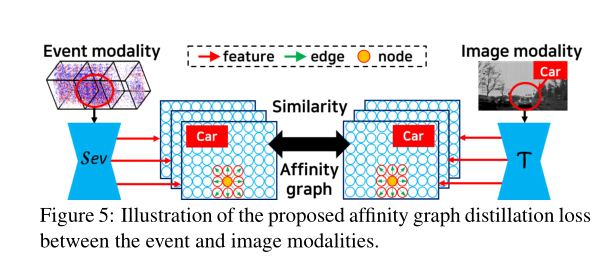 Event modality
feature edge node
Image modality
Car
Similarity
Car
Car
Sev
Affinity
graph
T
Figure 5: Illustration of the proposed affinity graph distillation loss
between the event and image modalities.